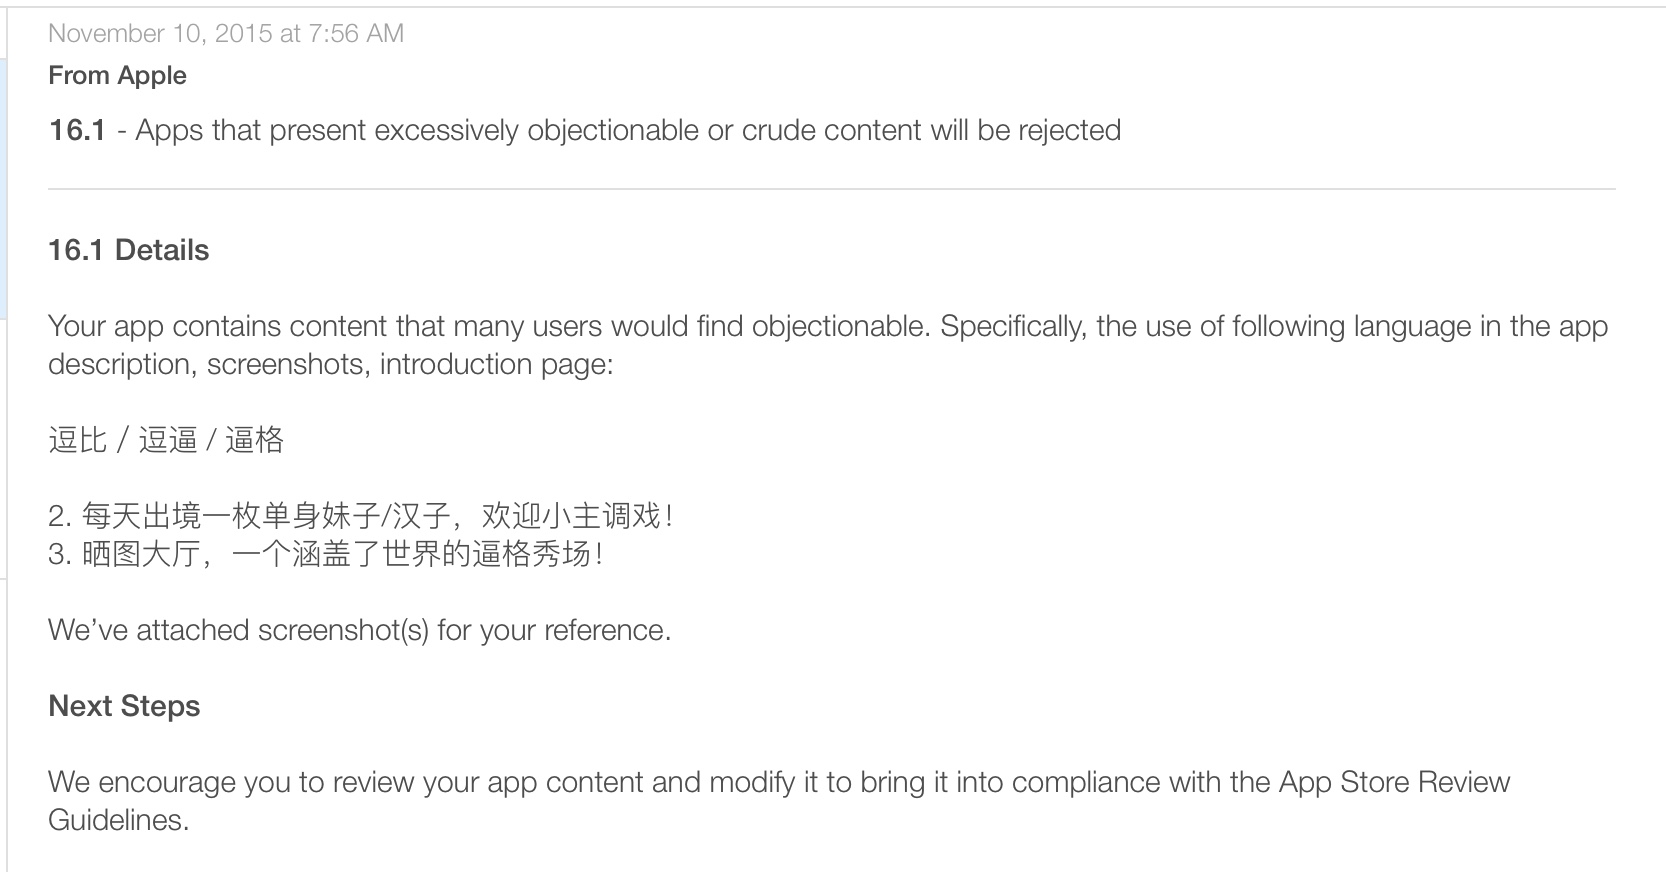 November 10, 2015 at 7:56 AM
From Apple
16.1 - Apps that present excessively objectionable or crude content will be rejected
16.1 Details
Your app contains content that many users would find objectionable. Specifically, the use of following language in the app
description, screenshots, introduction page:
逗比 / 逗逼 / 逼格
2. 每天出境一枚单身妹子/汉子，欢迎小主调戏！
3. 晒图大厅，一个涵盖了世界的逼格秀场！
We’ve attached screenshot(s) for your reference.
Next Steps
We encourage you to review your app content and modify it to bring it into compliance with the App Store Review
Guidelines.